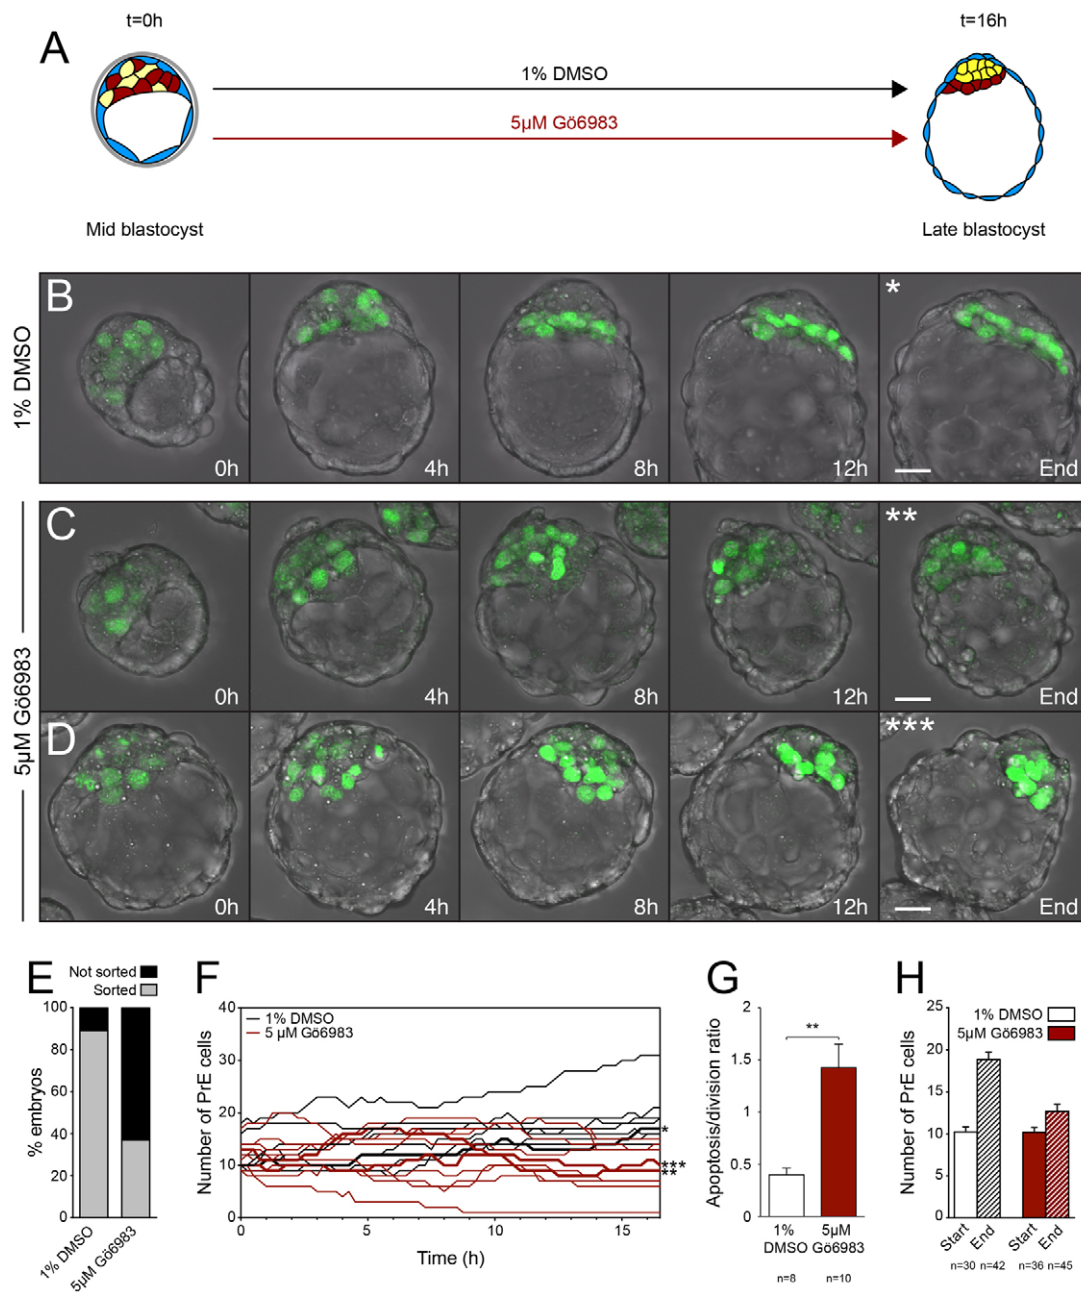 A
t=0h
t=16h
1% DMSO
5µM Gö6983
Mid blastocyst
Late blastocyst
1% DMSO
B
0h
4h
8h
12h
*
End
5µM Gö6983
C
0h
4h
8h
12h
**
End
D
0h
4h
8h
12h
***
End
E
Not sorted
Sorted
% embryos
100
80
60
40
20
0
1% DMSO
5µM Gö6983
F
1% DMSO
5 µM Gö6983
Number of PrE cells
40
30
20
10
0
*
***
**
0 5 10 15
Time (h)
G
Apoptosis/division ratio
2
1.5
1
0.5
0
**
1% DMSO
5µM Gö6983
n=8 n=10
H
1% DMSO
5µM Gö6983
Number of PrE cells
25
20
15
10
5
0
Start End Start End
n=30 n=42 n=36 n=45